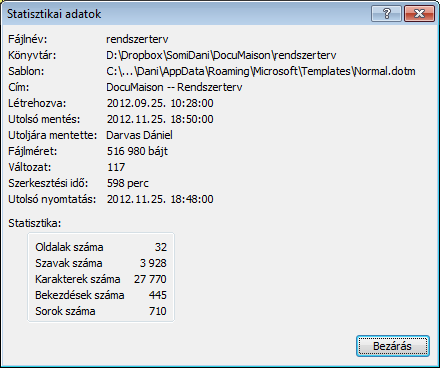 Statisztikai adatok
Fájlnév: rendszerterv
Könyvtár: D:\Dropbox\SomiDani\DocuMaison\rendszerterv
Sablon: C:\...\Dani\AppData\Roaming\Microsoft\Templates\Normal.dotm
Cím: DocuMaison -- Rendszerterv
Létrehozva: 2012.09.25. 10:28:00
Utolsó mentés: 2012.11.25. 18:50:00
Utoljára mentette: Darvas Dániel
Fájlméret: 516 980 bájt
Változat: 117
Szerkesztési idő: 598 perc
Utolsó nyomtatás: 2012.11.25. 18:48:00
Statisztika:
Oldalak száma 32
Szavak száma 3 928
Karakterek száma 27 770
Bekezdések száma 445
Sorok száma 710
Bezárás